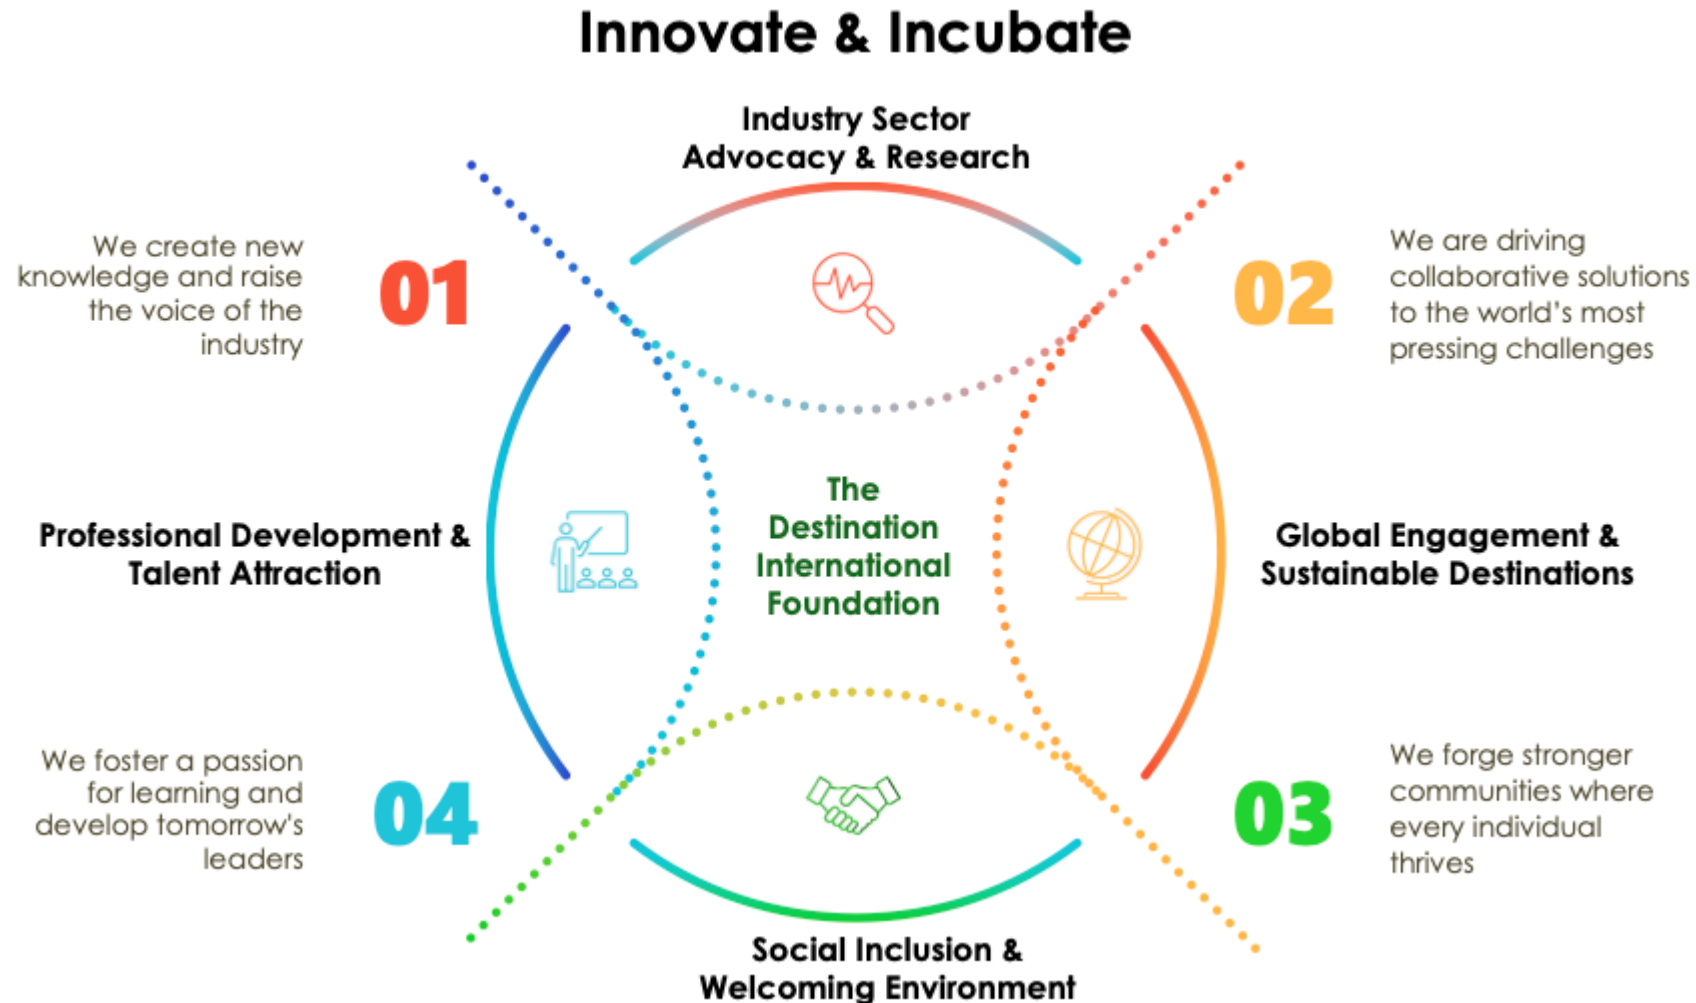 Innovate & Incubate
Industry Sector
Advocacy & Research
We create new
knowledge and raise
the voice of the
industry
01
02
We are driving
collaborative solutions
to the world’s most
pressing challenges
Professional Development &
Talent Attraction
The
Destination
International
Foundation
Global Engagement &
Sustainable Destinations
We foster a passion
for learning and
develop tomorrow's
leaders
04
03
We forge stronger
communities where
every individual
thrives
Social Inclusion &
Welcoming Environment